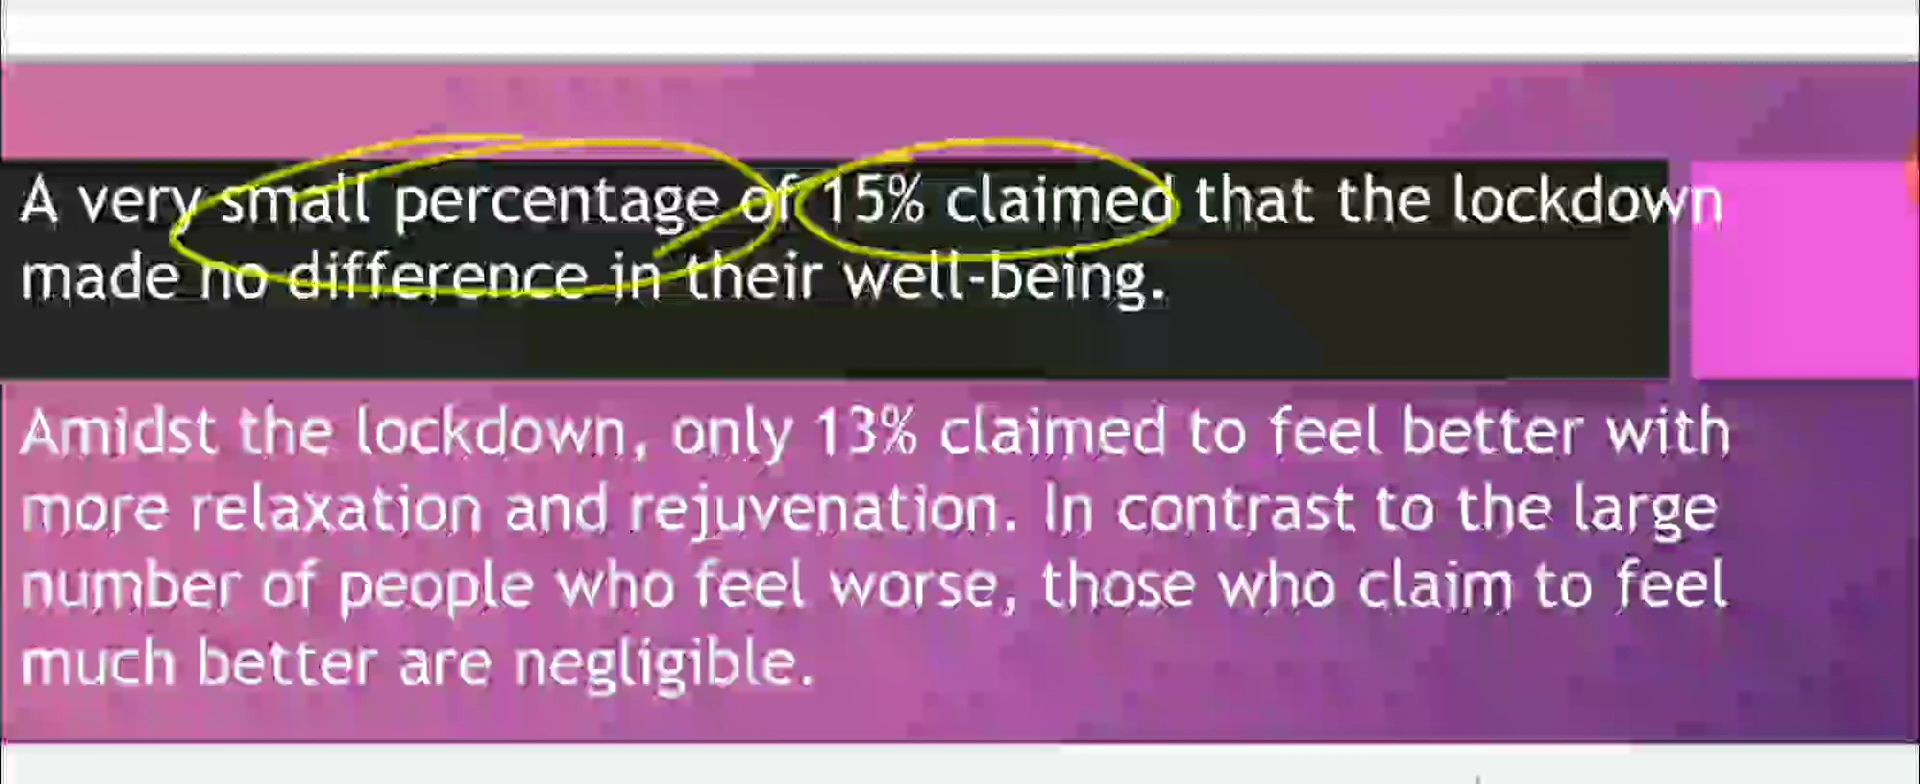 A very small percentage of 15% claimed that the lockdown
made no difference in their well-being.
Amidst the lockdown, only 13% claimed to feel better with
more relaxation and rejuvenation. In contrast to the large
number of people who feel worse, those who claim to feel
much better are negligible.